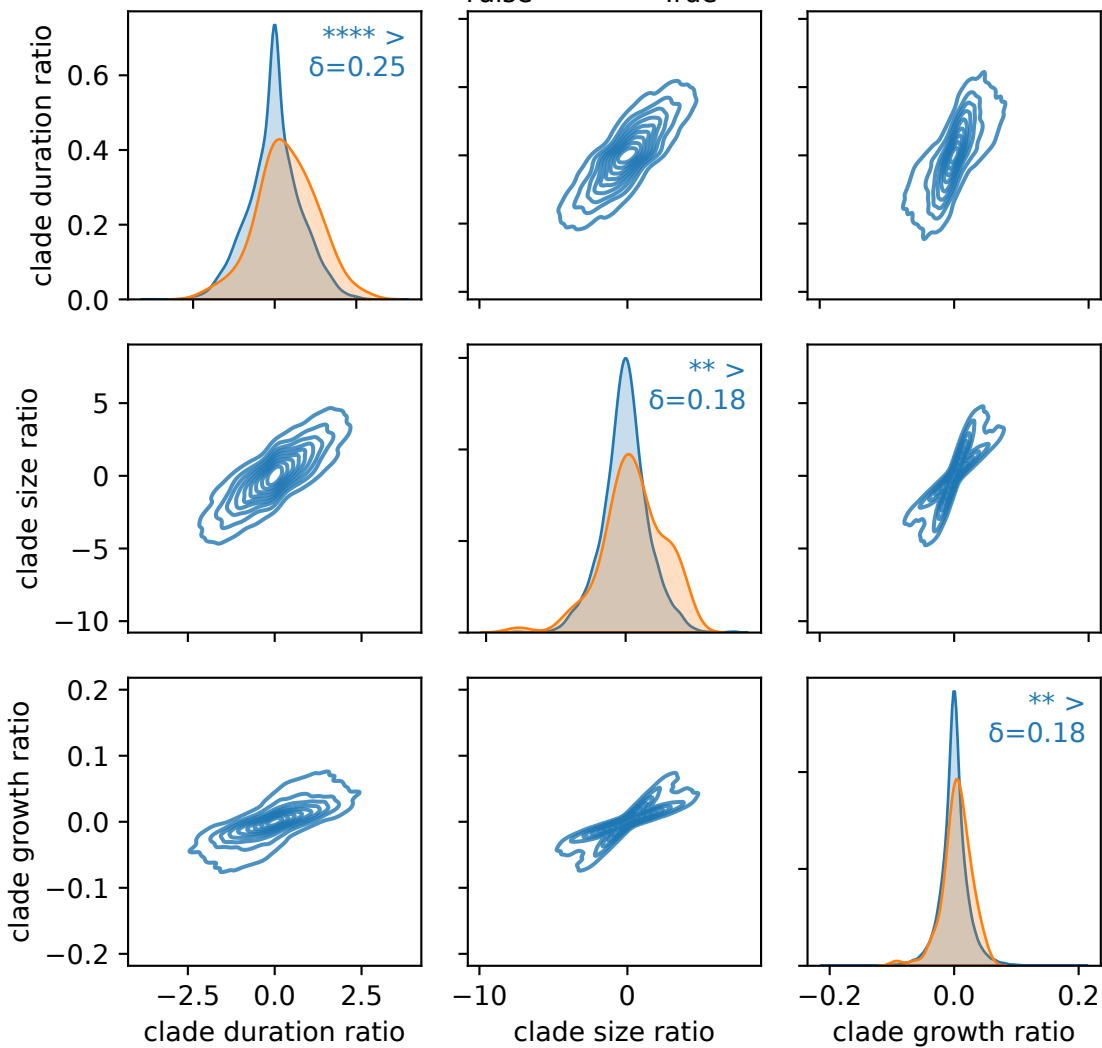 False True
clade duration ratio
0.6
0.4
0.2
0.0
**** >
δ=0.25
clade size ratio
5
0
−5
−10
** >
δ=0.18
clade growth ratio
0.2
0.1
0.0
−0.1
−0.2
** >
δ=0.18
−2.5 0.0 2.5
−10 0
−0.2 0.0 0.2
clade duration ratio
clade size ratio
clade growth ratio